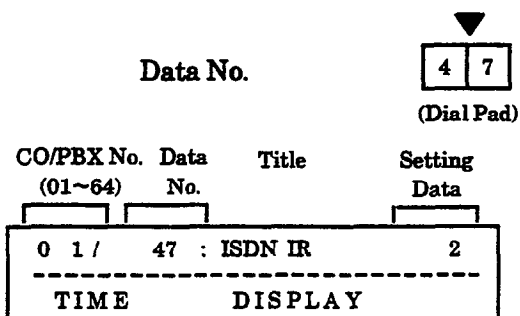 Data No. 4 7
(Dial Pad)
CO/PBX No. Data Title Setting
(01~64) No. Data
0 1 / 47 : ISDN IR 2
TIME DISPLAY